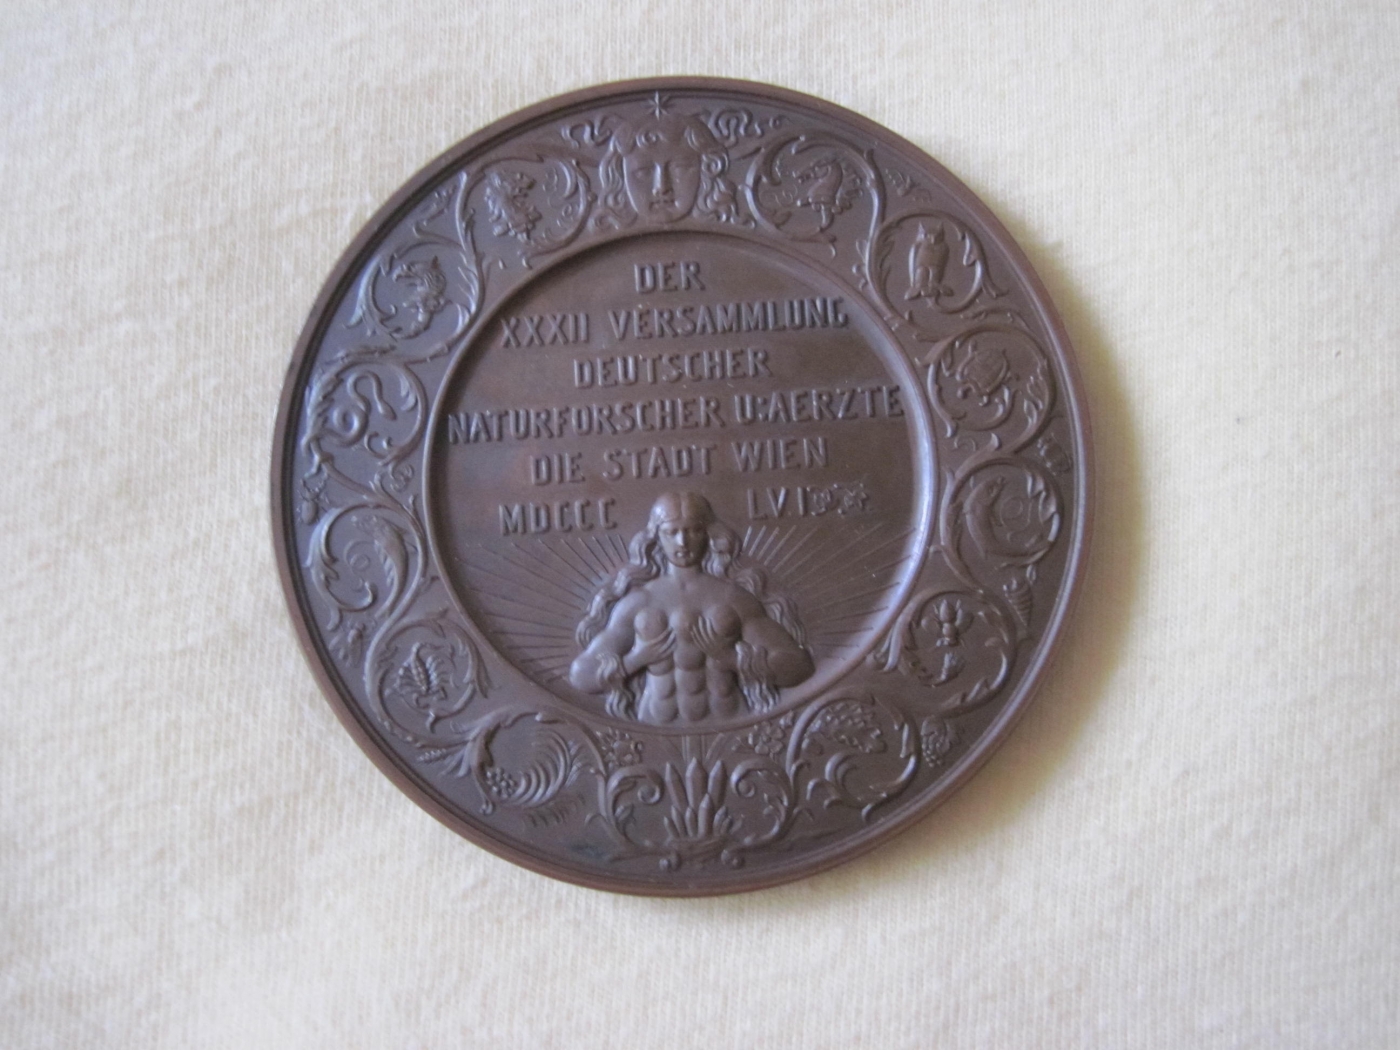 DER
XXXII VERSAMMLUNG
DEUTSCHER
NATURFORSCHER U:AERZTE
DIE STADT WIEN
MDCCC LVI